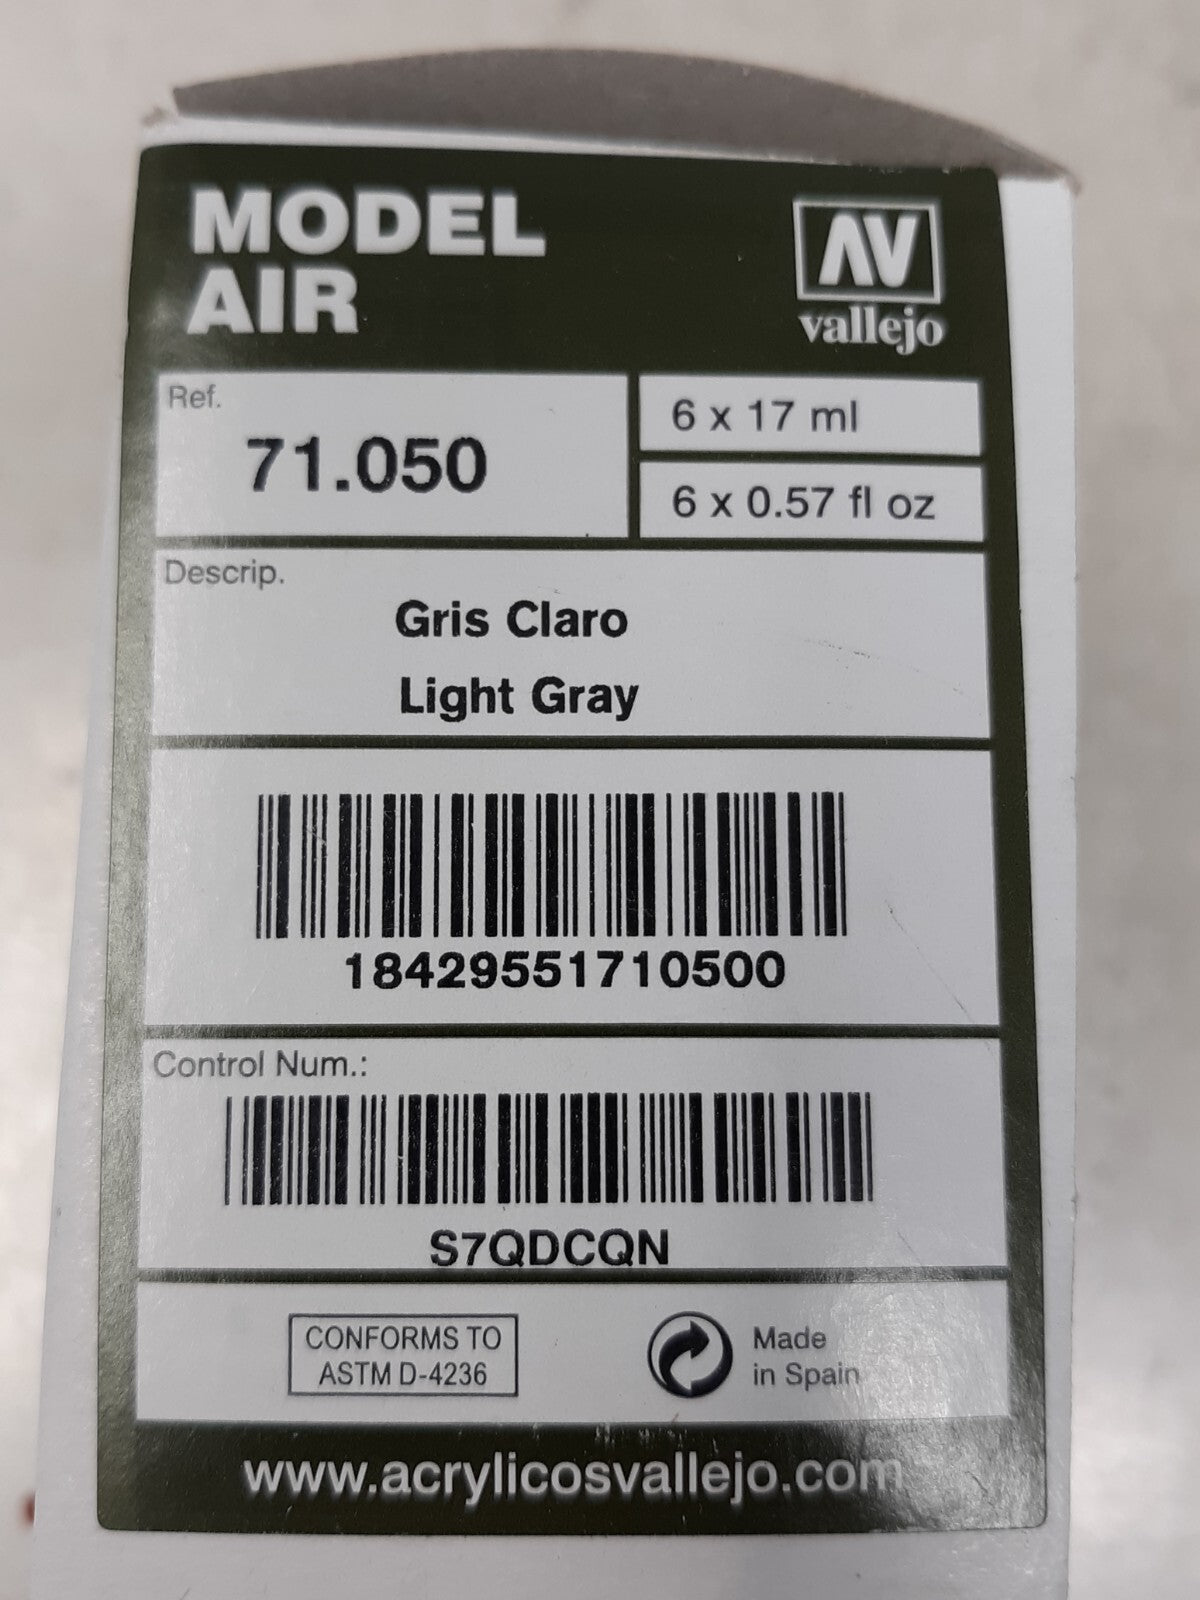 MODEL
AIR
AV
vallejo
Ref.
71.050
6 x 17 ml
6 x 0.57 fl oz
Descrip.
Gris Claro
Light Gray
18429551710500
Control Num.:
S7QDCQN
CONFORMS TO
ASTM D-4236
Made
in Spain
www.acrylicosvallejo.com